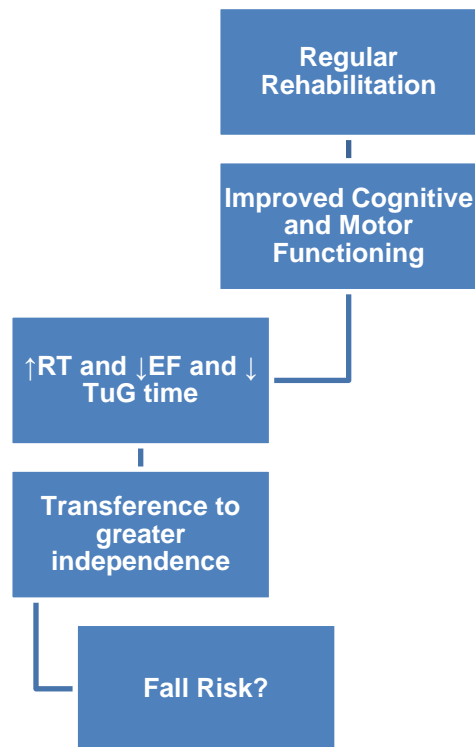 Regular
Rehabilitation
Improved Cognitive
and Motor
Functioning
↑RT and ↓EF and ↓
TuG time
Transference to
greater
independence
Fall Risk?